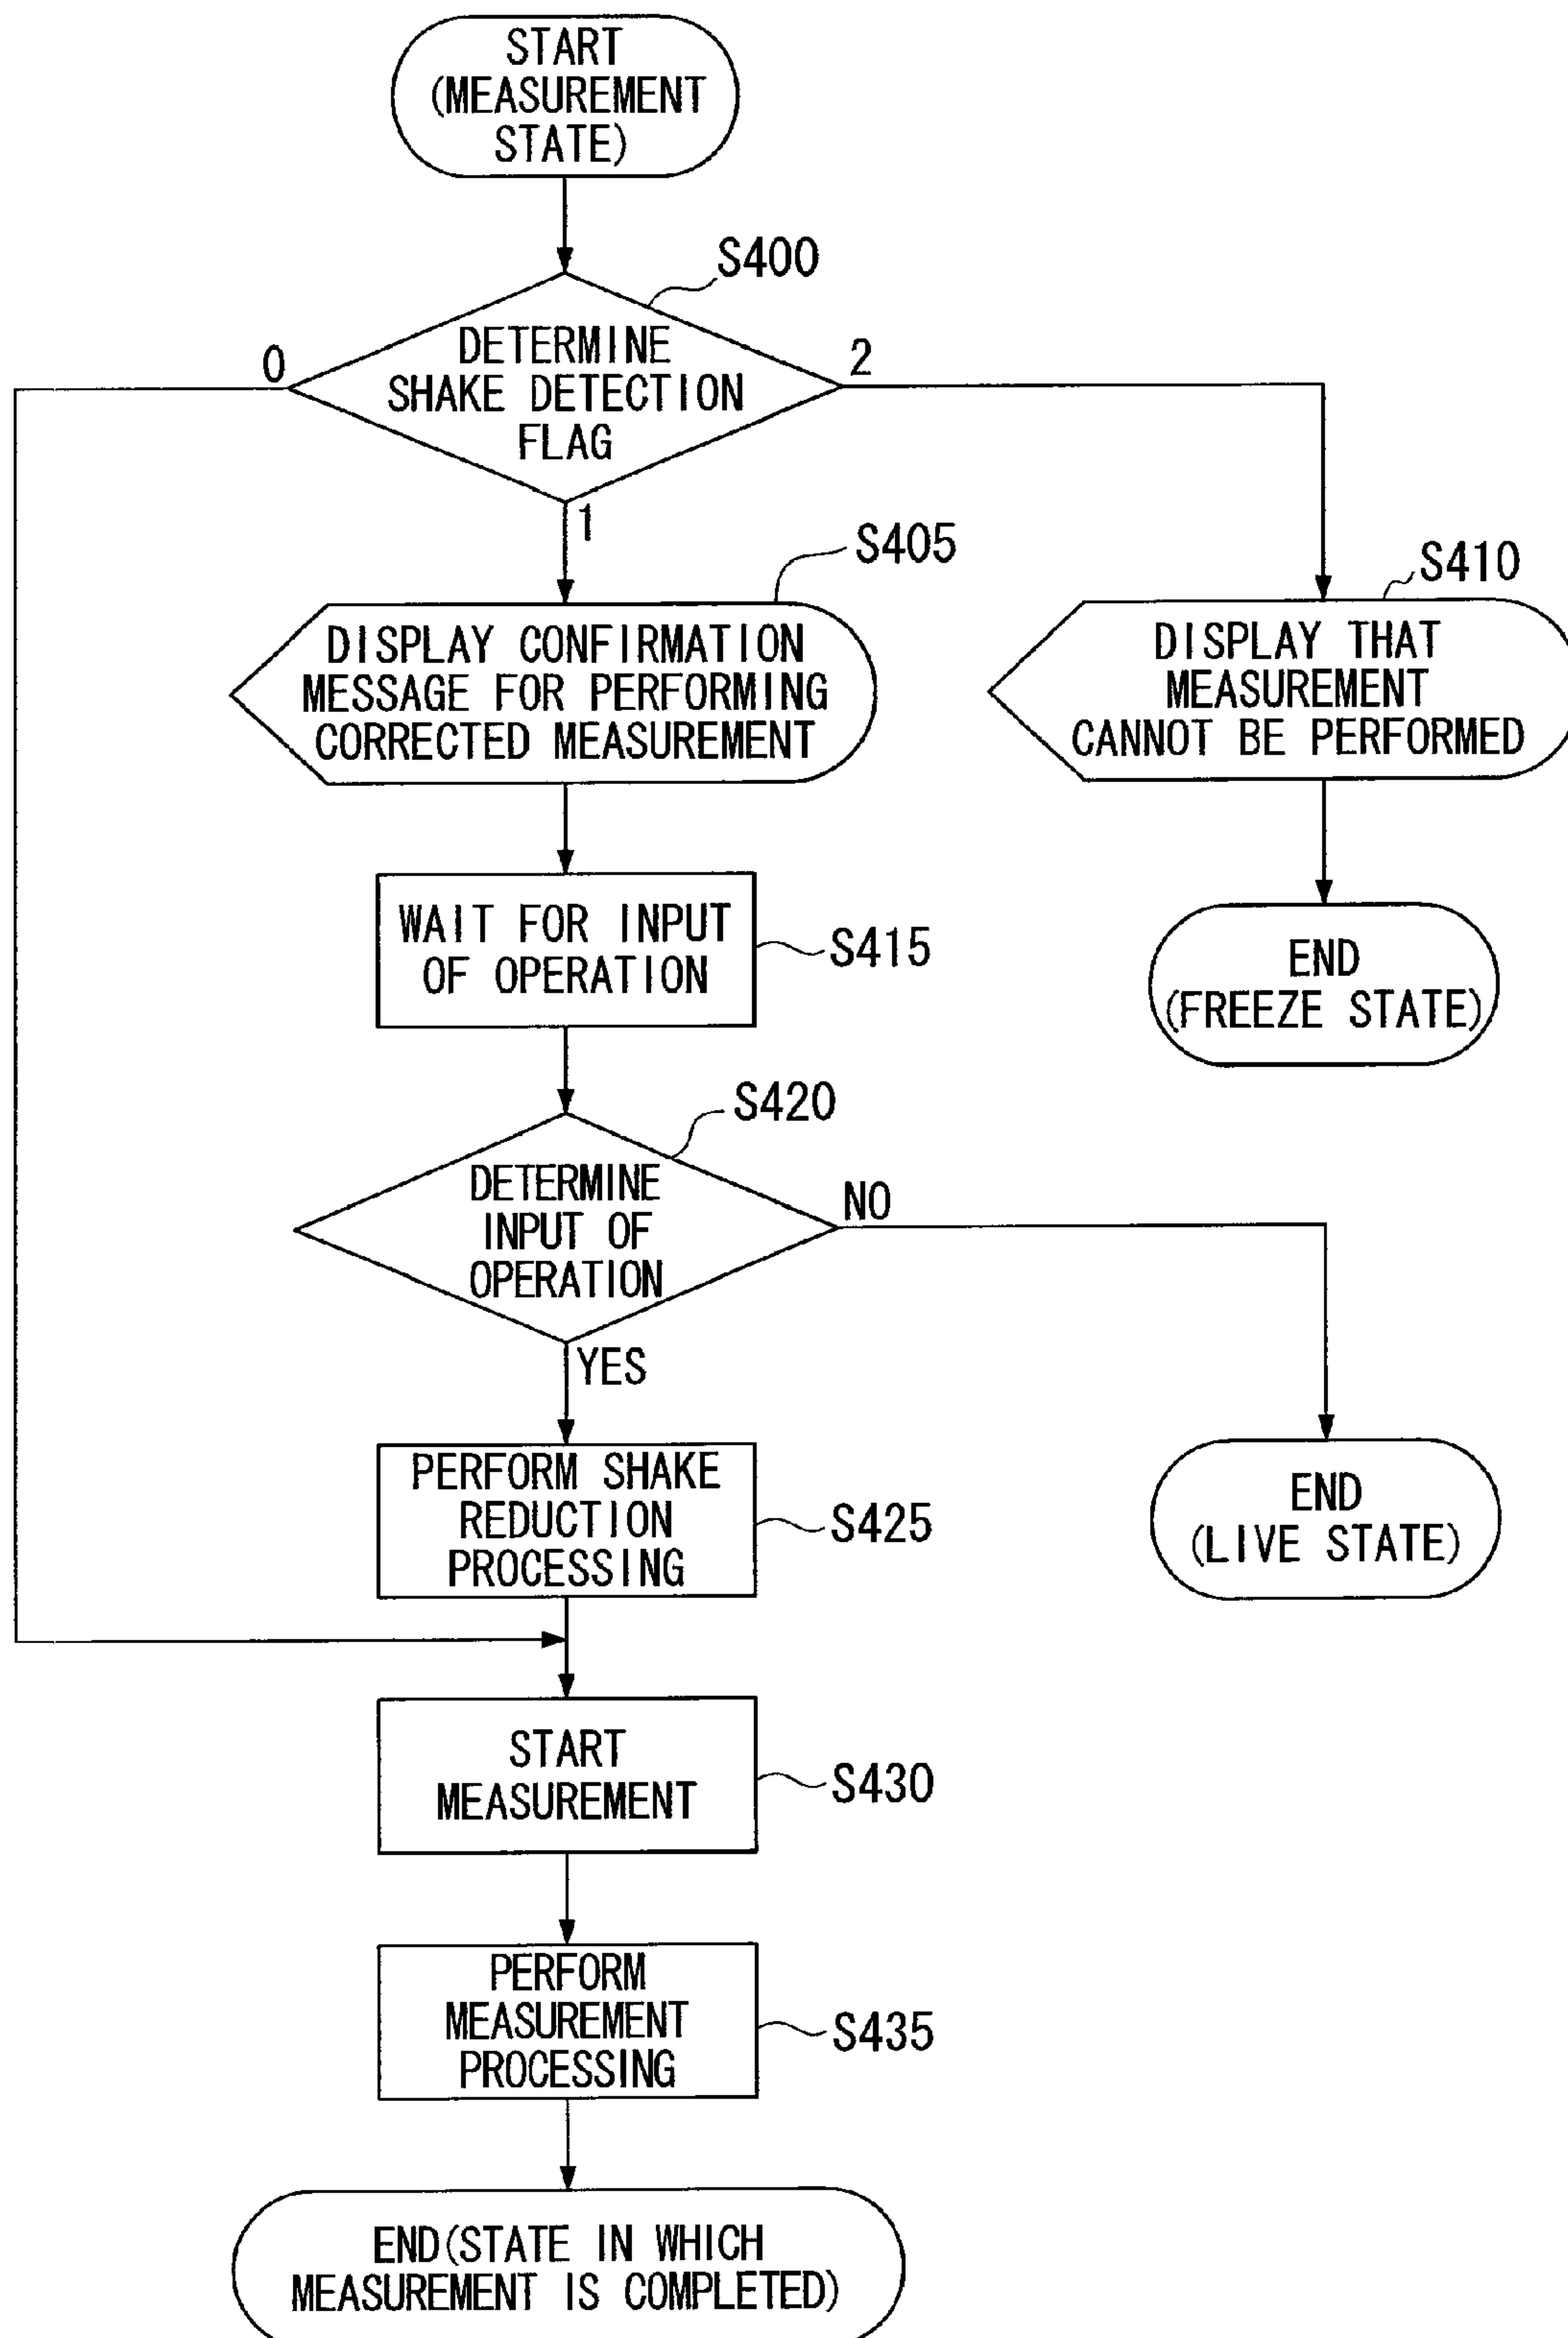 START
(MEASUREMENT
STATE)
S400
0
2
DETERMINE
SHAKE DETECTION
FLAG
1
S405
S410
DISPLAY CONFIRMATION
MESSAGE FOR PERFORMING
CORRECTED MEASUREMENT
DISPLAY THAT
MEASUREMENT
CANNOT BE PERFORMED
WAIT FOR INPUT
OF OPERATION
S415
END
(FREEZE STATE)
S420
DETERMINE
INPUT OF
OPERATION
NO
YES
PERFORM SHAKE
REDUCTION
PROCESSING
S425
END
(LIVE STATE)
START
MEASUREMENT
S430
PERFORM
MEASUREMENT
PROCESSING
S435
END(STATE IN WHICH
MEASUREMENT IS COMPLETED)